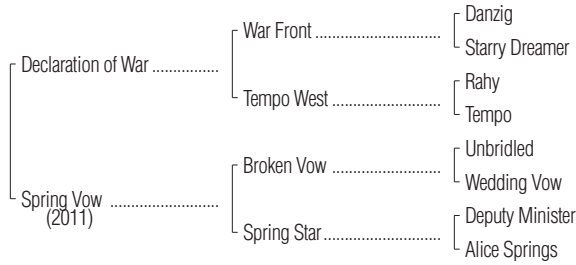 Danzig
War Front ..............................
Starry Dreamer
Declaration of War ................
Rahy
Tempo West ..........................
Tempo
Unbridled
Broken Vow ..........................
Wedding Vow
Spring Vow ..........................
(2011)
Deputy Minister
Spring Star ............................
Alice Springs